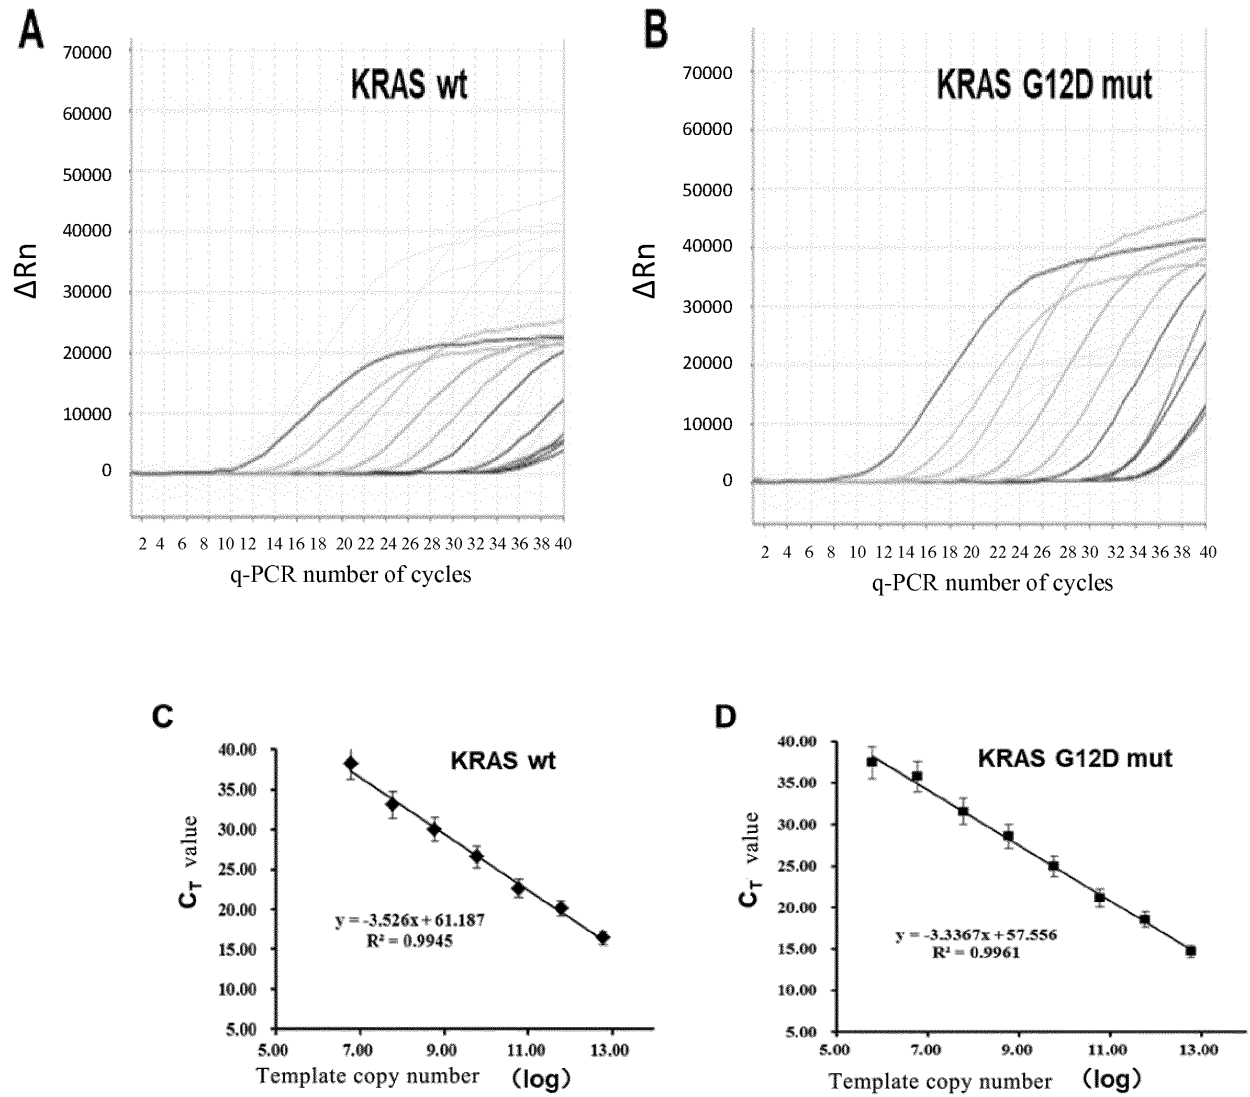 A
KRAS wt
70000
60000
50000
40000
30000
20000
10000
0
ΔRn
2 4 6 8 10 12 14 16 18 20 22 24 26 28 30 32 34 36 38 40
q-PCR number of cycles
B
KRAS G12D mut
70000
60000
50000
40000
30000
20000
10000
0
ΔRn
2 4 6 8 10 12 14 16 18 20 22 24 26 28 30 32 34 36 38 40
q-PCR number of cycles
C
KRAS wt
40.00
35.00
30.00
25.00
20.00
15.00
10.00
5.00
CT value
y = -3.526x + 61.187
R² = 0.9945
5.00 7.00 9.00 11.00 13.00
Template copy number (log)
D
KRAS G12D mut
40.00
35.00
30.00
25.00
20.00
15.00
10.00
5.00
CT value
y = -3.3367x + 57.556
R² = 0.9961
5.00 7.00 9.00 11.00 13.00
Template copy number (log)